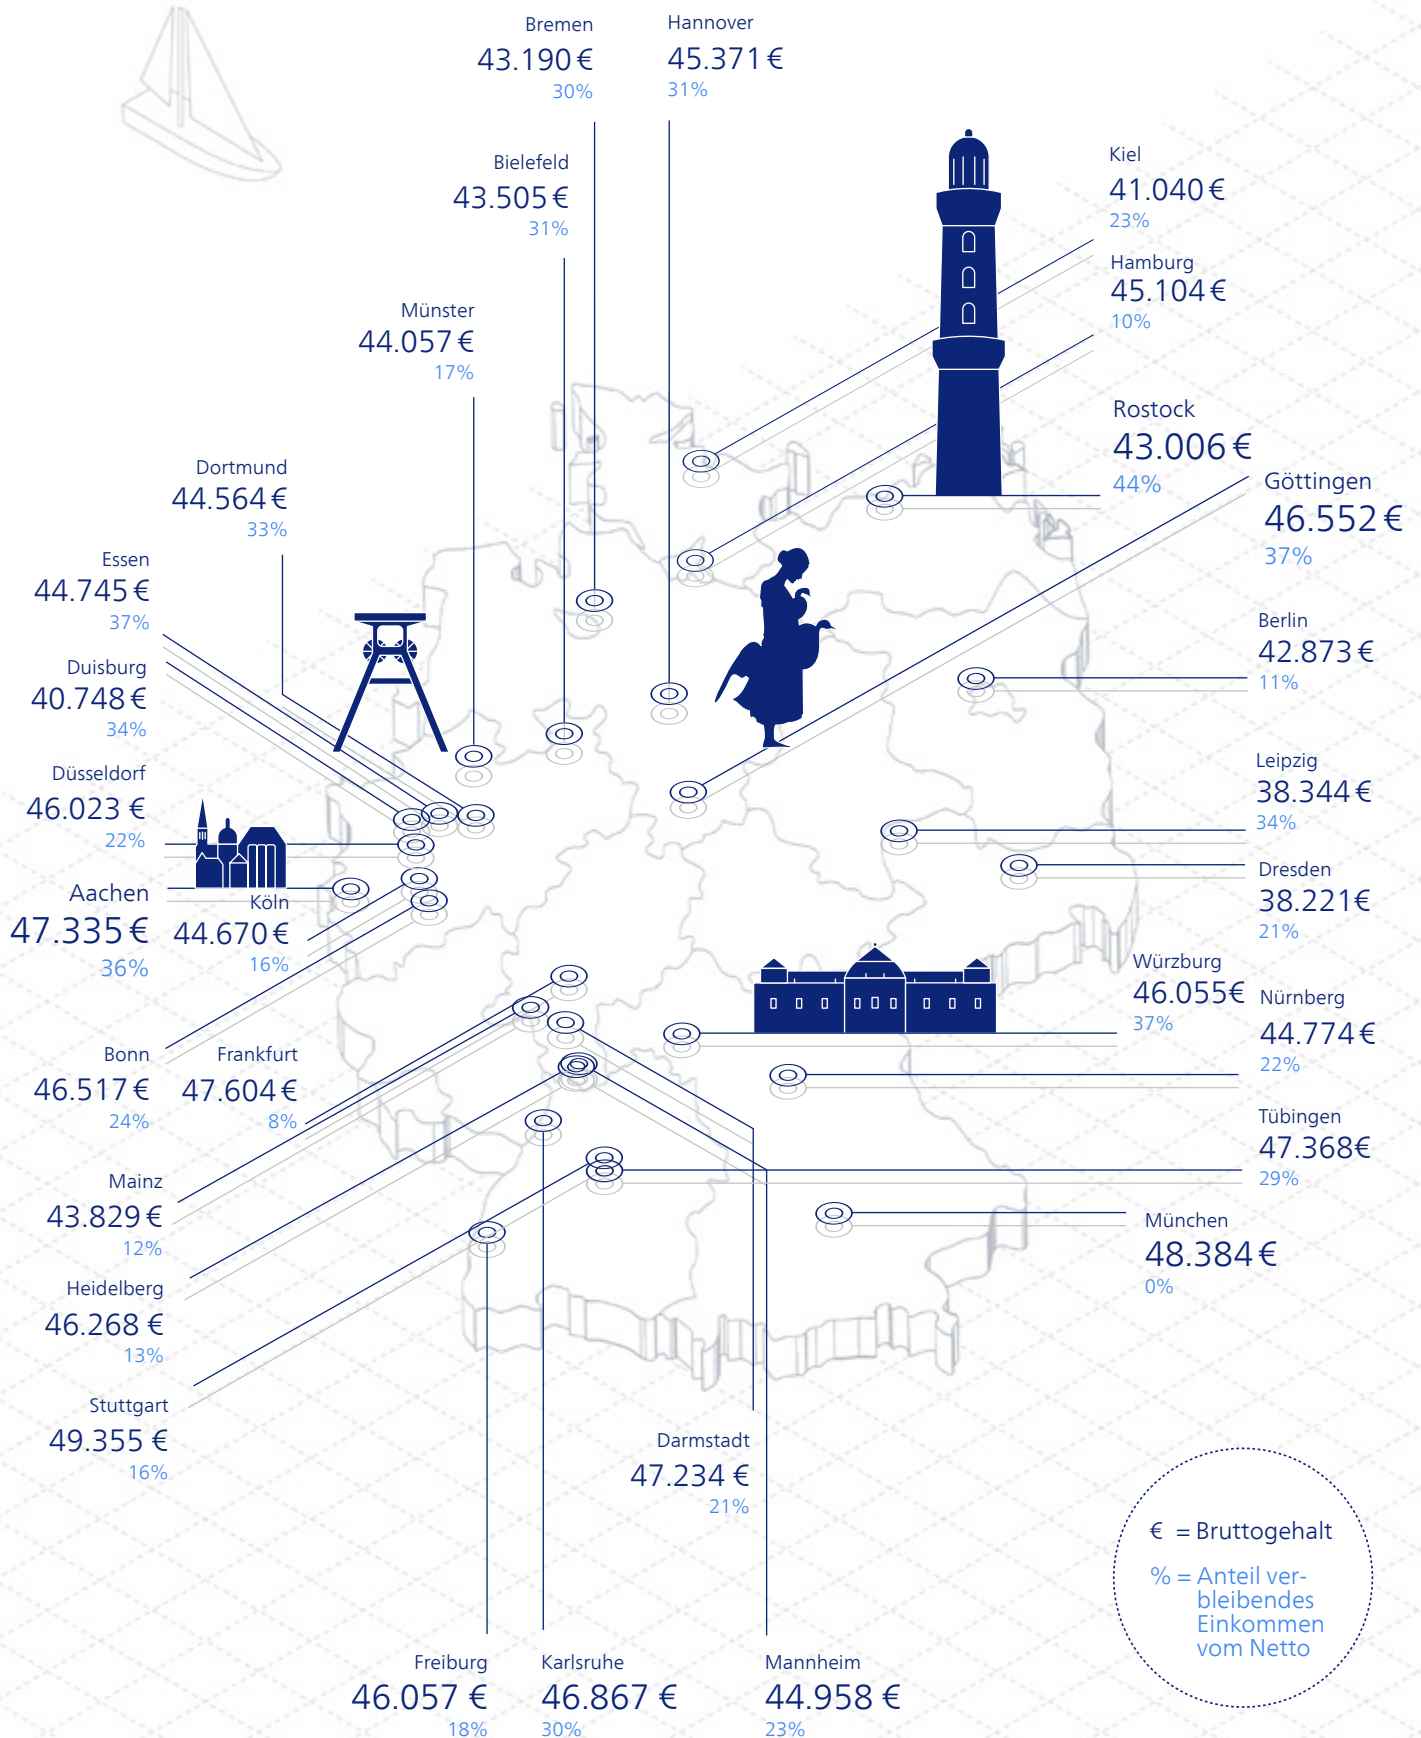 Bremen
43.190 €
30%
Hannover
45.371 €
31%
Bielefeld
43.505 €
31%
Kiel
41.040 €
23%
Hamburg
45.104 €
10%
Münster
44.057 €
17%
Rostock
43.006 €
44%
Dortmund
44.564 €
33%
Göttingen
46.552 €
37%
Essen
44.745 €
37%
Berlin
42.873 €
11%
Duisburg
40.748 €
34%
Düsseldorf
46.023 €
22%
Leipzig
38.344 €
34%
Dresden
38.221€
21%
Aachen
47.335 €
36%
Köln
44.670 €
16%
Würzburg
46.055€
37%
Nürnberg
44.774 €
22%
Bonn
46.517 €
24%
Frankfurt
47.604 €
8%
Tübingen
47.368€
29%
Mainz
43.829 €
12%
München
48.384 €
0%
Heidelberg
46.268 €
13%
Stuttgart
49.355 €
16%
Darmstadt
47.234 €
21%
€ = Bruttogehalt
% = Anteil ver-
bleibendes
Einkommen
vom Netto
Freiburg
46.057 €
18%
Karlsruhe
46.867 €
30%
Mannheim
44.958 €
23%